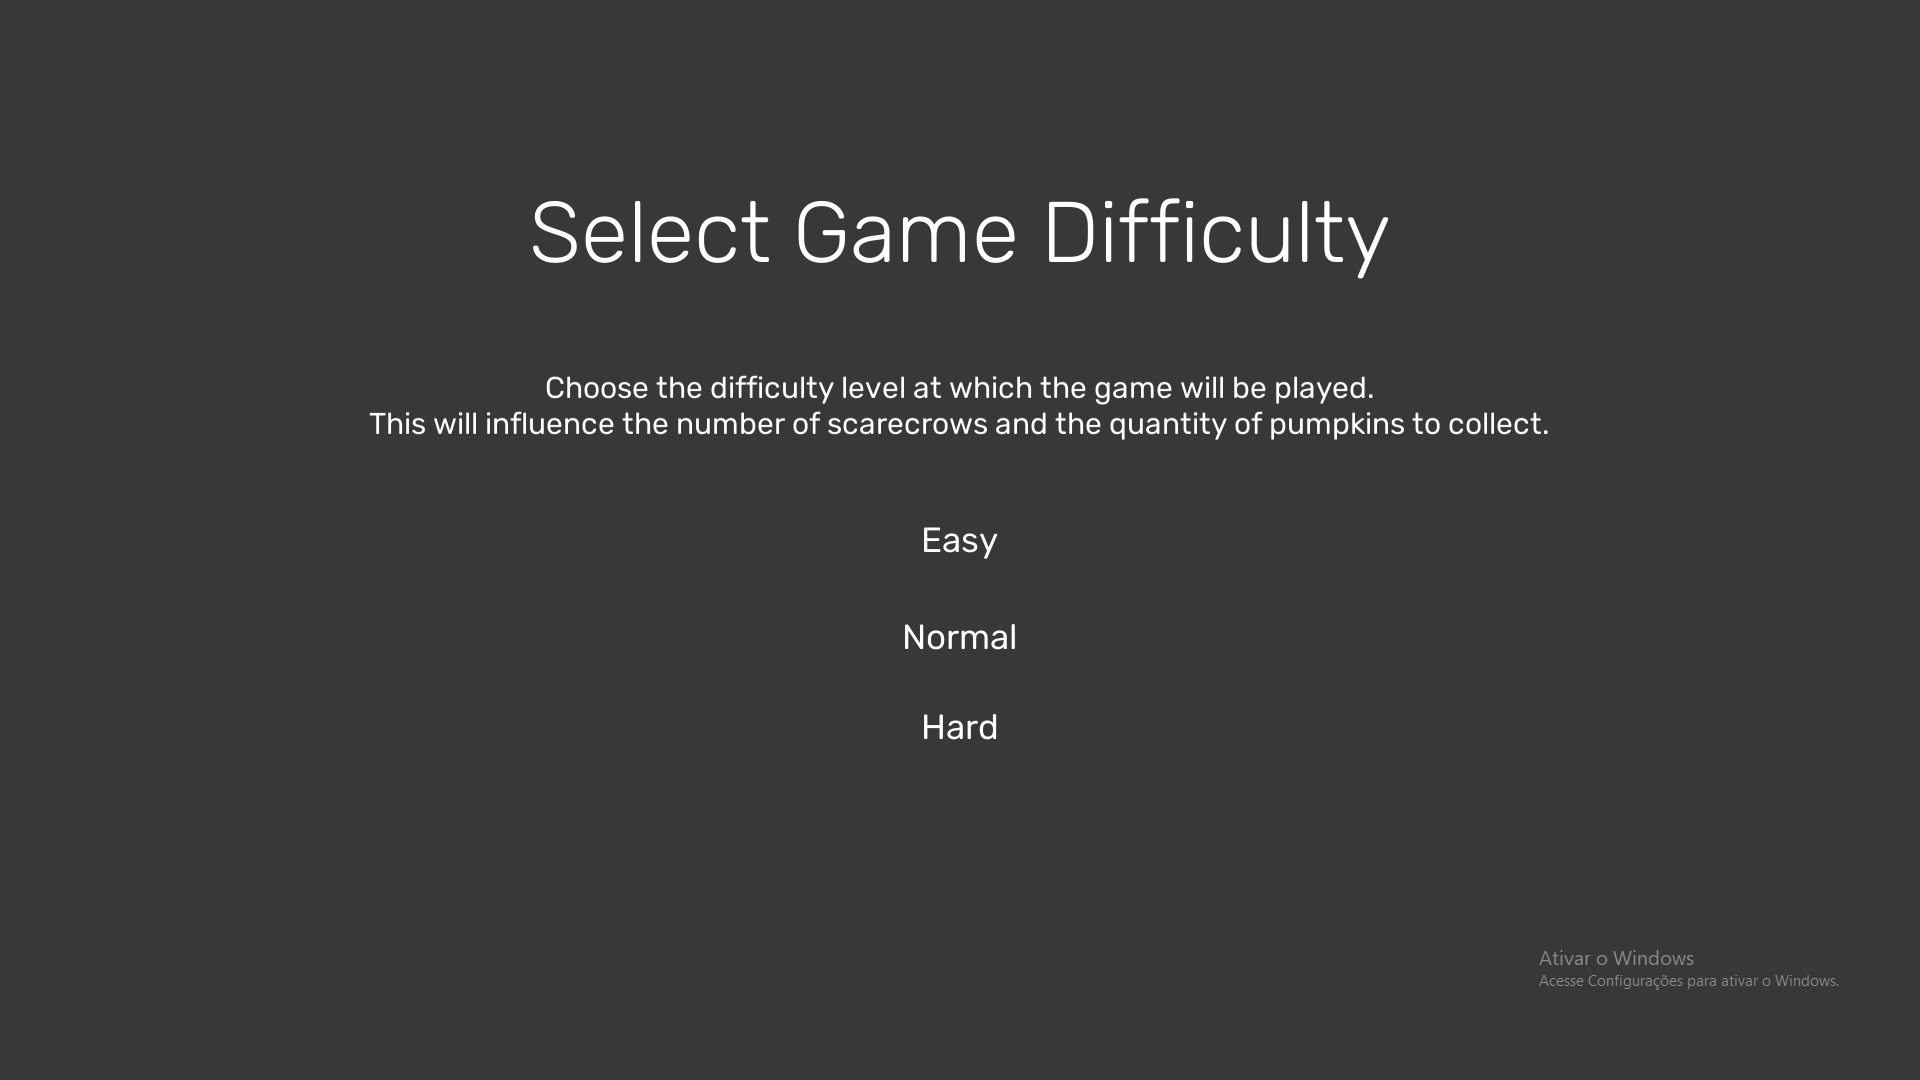 Select Game Difficulty
Choose the difficulty level at which the game will be played.
This will influence the number of scarecrows and the quantity of pumpkins to collect.
Easy
Normal
Hard
Ativar o Windows
Acesse Configurações para ativar o Windows.